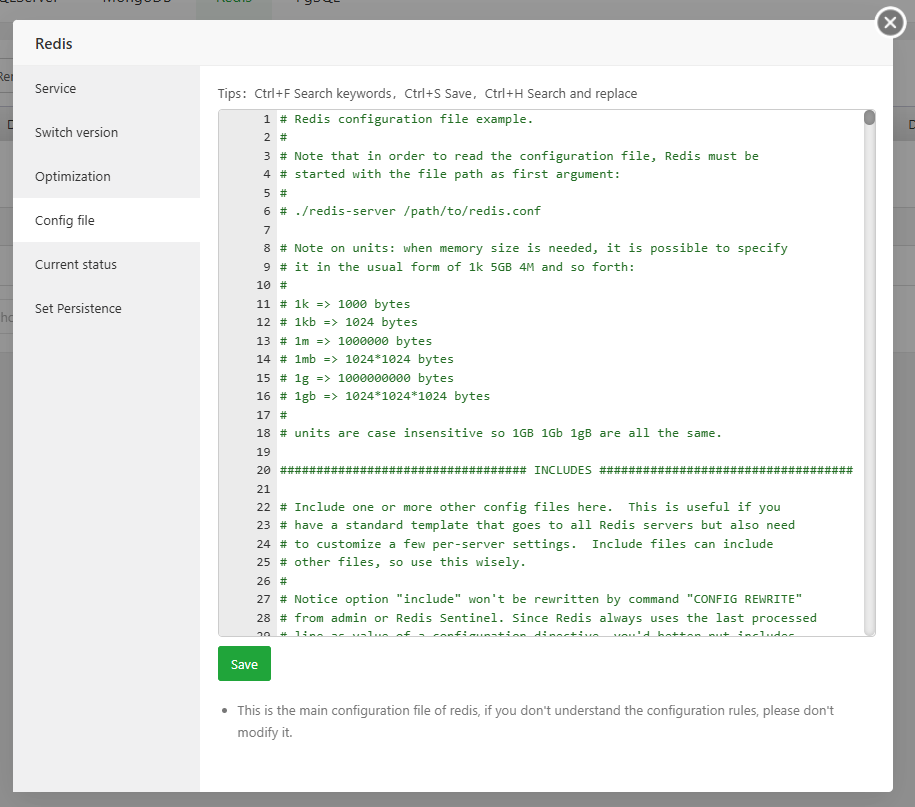 MongoDB
Redis
PgSQL
Redis
Service
Switch version
Optimization
Config file
Current status
Set Persistence
Tips: Ctrl+F Search keywords, Ctrl+S Save, Ctrl+H Search and replace
1 # Redis configuration file example.
2 #
3 # Note that in order to read the configuration file, Redis must be
4 # started with the file path as first argument:
5 #
6 # ./redis-server /path/to/redis.conf
7
8 # Note on units: when memory size is needed, it is possible to specify
9 # it in the usual form of 1k 5GB 4M and so forth:
10 #
11 # 1k => 1000 bytes
12 # 1kb => 1024 bytes
13 # 1m => 1000000 bytes
14 # 1mb => 1024*1024 bytes
15 # 1g => 1000000000 bytes
16 # 1gb => 1024*1024*1024 bytes
17 #
18 # units are case insensitive so 1GB 1Gb 1gB are all the same.
19
20 ################################## INCLUDES ###################################
21
22 # Include one or more other config files here.  This is useful if you
23 # have a standard template that goes to all Redis servers but also need
24 # to customize a few per-server settings.  Include files can include
25 # other files, so use this wisely.
26 #
27 # Notice option "include" won't be rewritten by command "CONFIG REWRITE"
28 # from admin or Redis Sentinel. Since Redis always uses the last processed
29 # line as value of a configuration directive, you'd better put includes
Save
• This is the main configuration file of redis, if you don't understand the configuration rules, please don't
modify it.